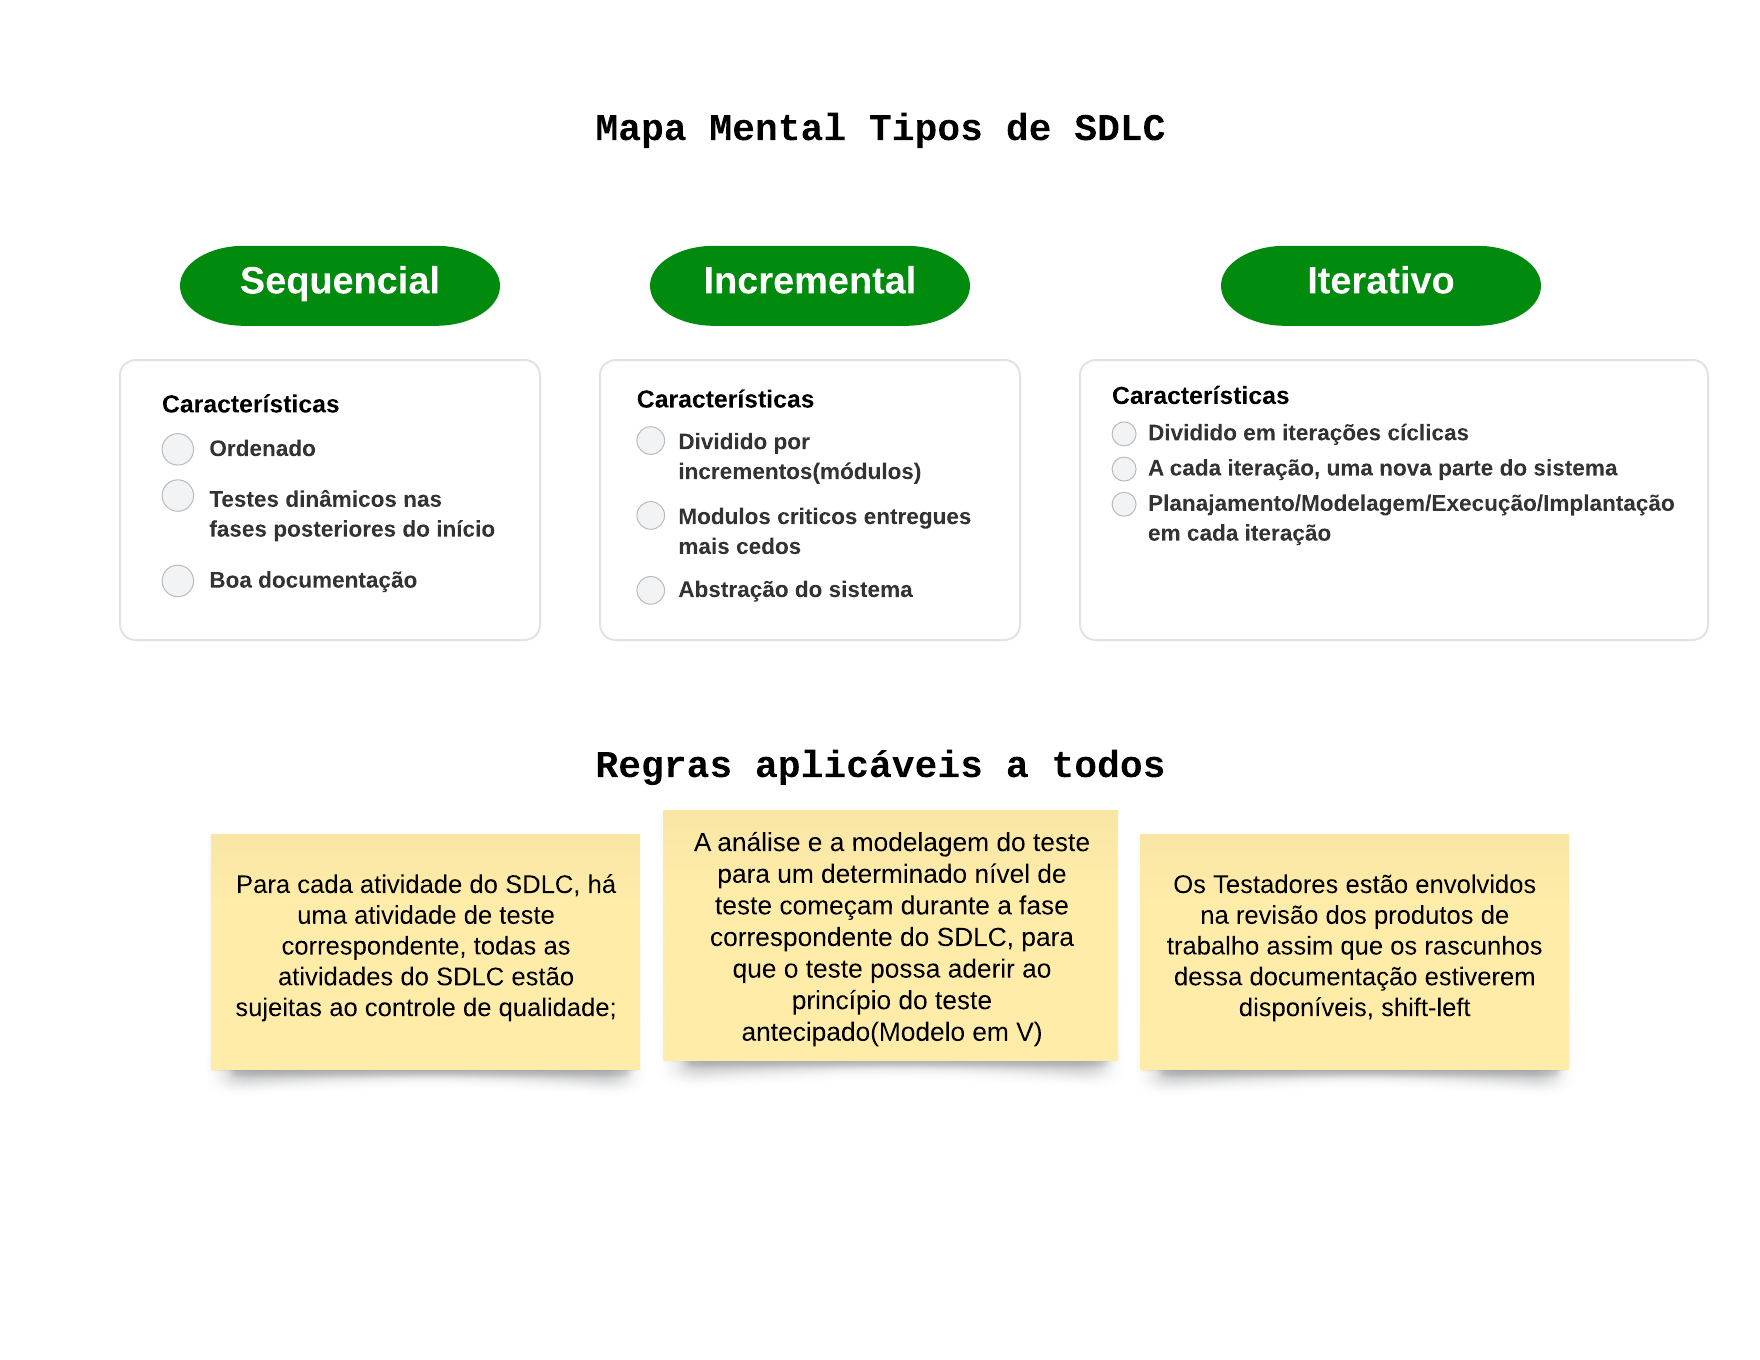 Mapa Mental Tipos de SDLC
Sequencial
Incremental
Iterativo
Características
Ordenado
Testes dinâmicos nas
fases posteriores do início
Boa documentação
Características
Dividido por
incrementos(módulos)
Modulos criticos entregues
mais cedos
Abstração do sistema
Características
Dividido em iterações cíclicas
A cada iteração, uma nova parte do sistema
Planajamento/Modelagem/Execução/Implantação
em cada iteração
Regras aplicáveis a todos
Para cada atividade do SDLC, há
uma atividade de teste
correspondente, todas as
atividades do SDLC estão
sujeitas ao controle de qualidade;
A análise e a modelagem do teste
para um determinado nível de
teste começam durante a fase
correspondente do SDLC, para
que o teste possa aderir ao
princípio do teste
antecipado(Modelo em V)
Os Testadores estão envolvidos
na revisão dos produtos de
trabalho assim que os rascunhos
dessa documentação estiverem
disponíveis, shift-left